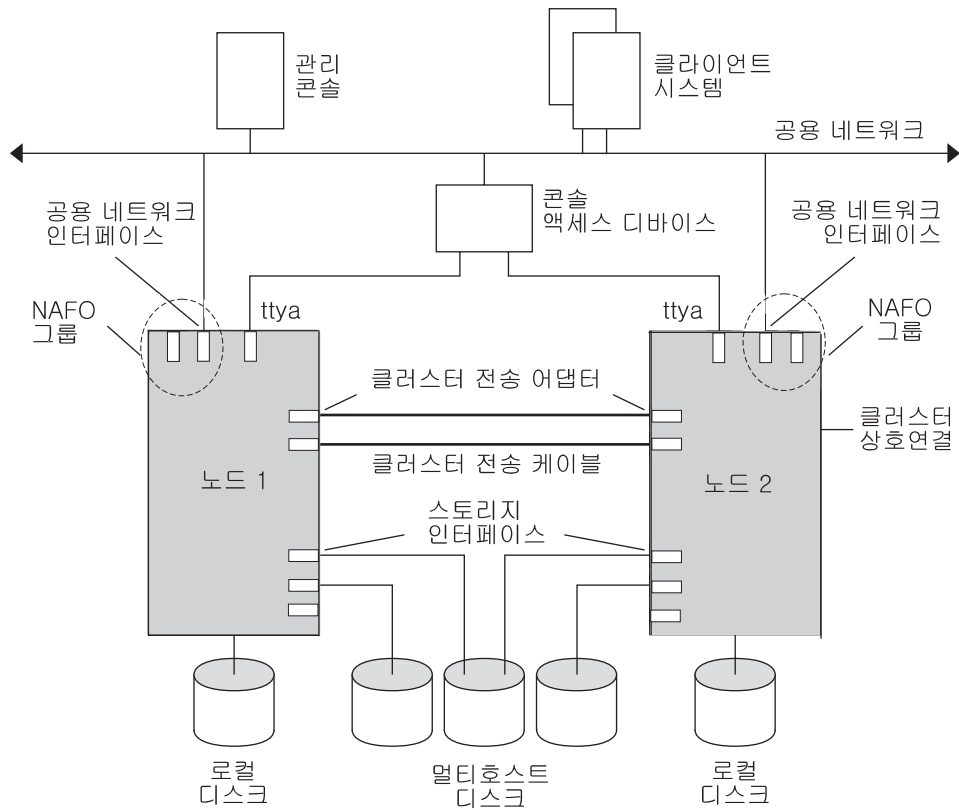 관리
콘솔
클라이언트
시스템
공용 네트워크
공용 네트워크
인터페이스
콘솔
액세스 디바이스
공용 네트워크
인터페이스
NAFO
그룹
ttya
ttya
NAFO
그룹
클러스터 전송 어댑터
클러스터
상호연결
클러스터 전송 케이블
노드 1
노드 2
스토리지
인터페이스
로컬
디스크
멀티호스트
디스크
로컬
디스크